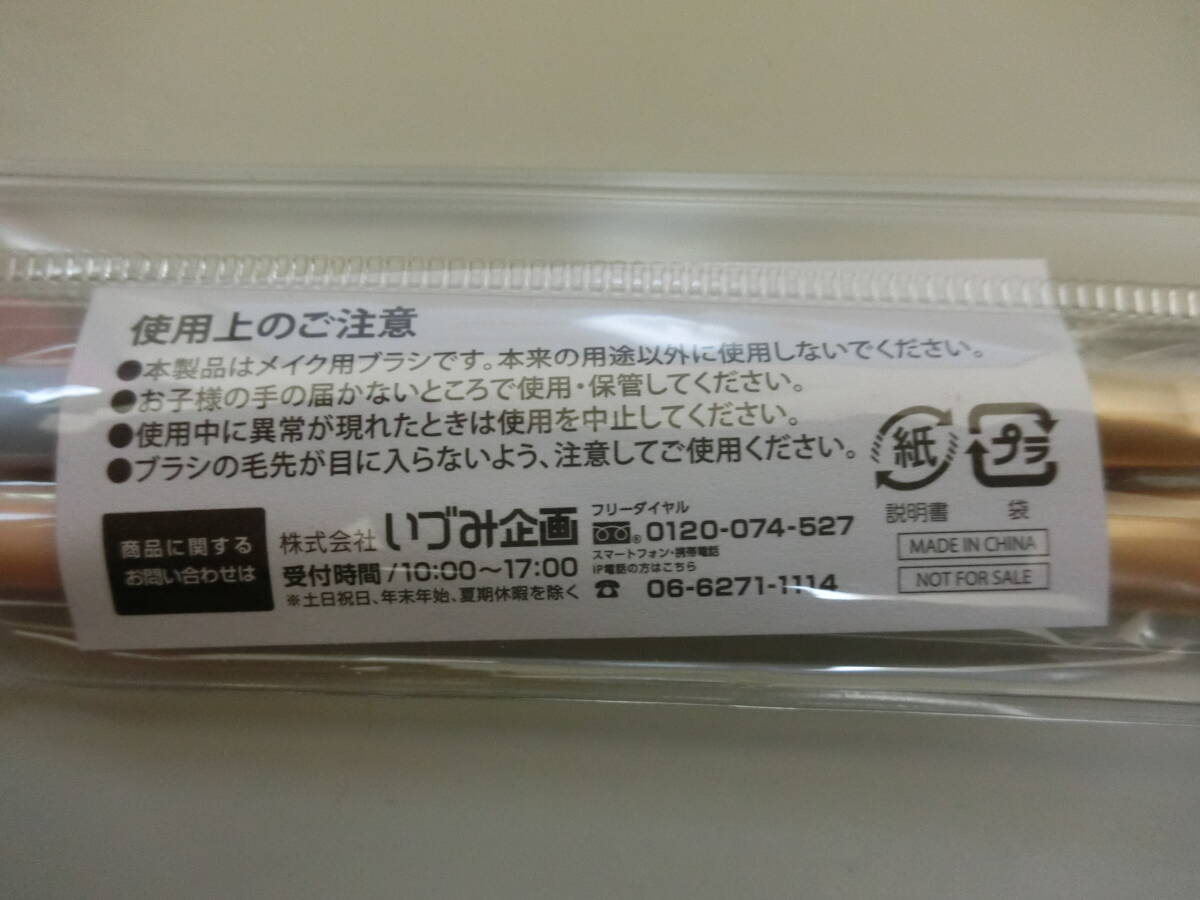 使用上のご注意
●本製品はメイク用ブラシです。本来の用途以外に使用しないでください。
●お子様の手の届かないところで使用・保管してください。
●使用中に異常が現れたときは使用を中止してください。
●ブラシの毛先が目に入らないよう、注意してご使用ください。
紙
説明書
プラ
袋
商品に関する
お問い合わせは
株式会社 いづみ企画
受付時間/10:00〜17:00
※土日祝日、年末年始、夏期休暇を除く
フリーダイヤル
®0120-074-527
スマートフォン・携帯電話
IP電話の方はこちら
☎ 06-6271-1114
MADE IN CHINA
NOT FOR SALE